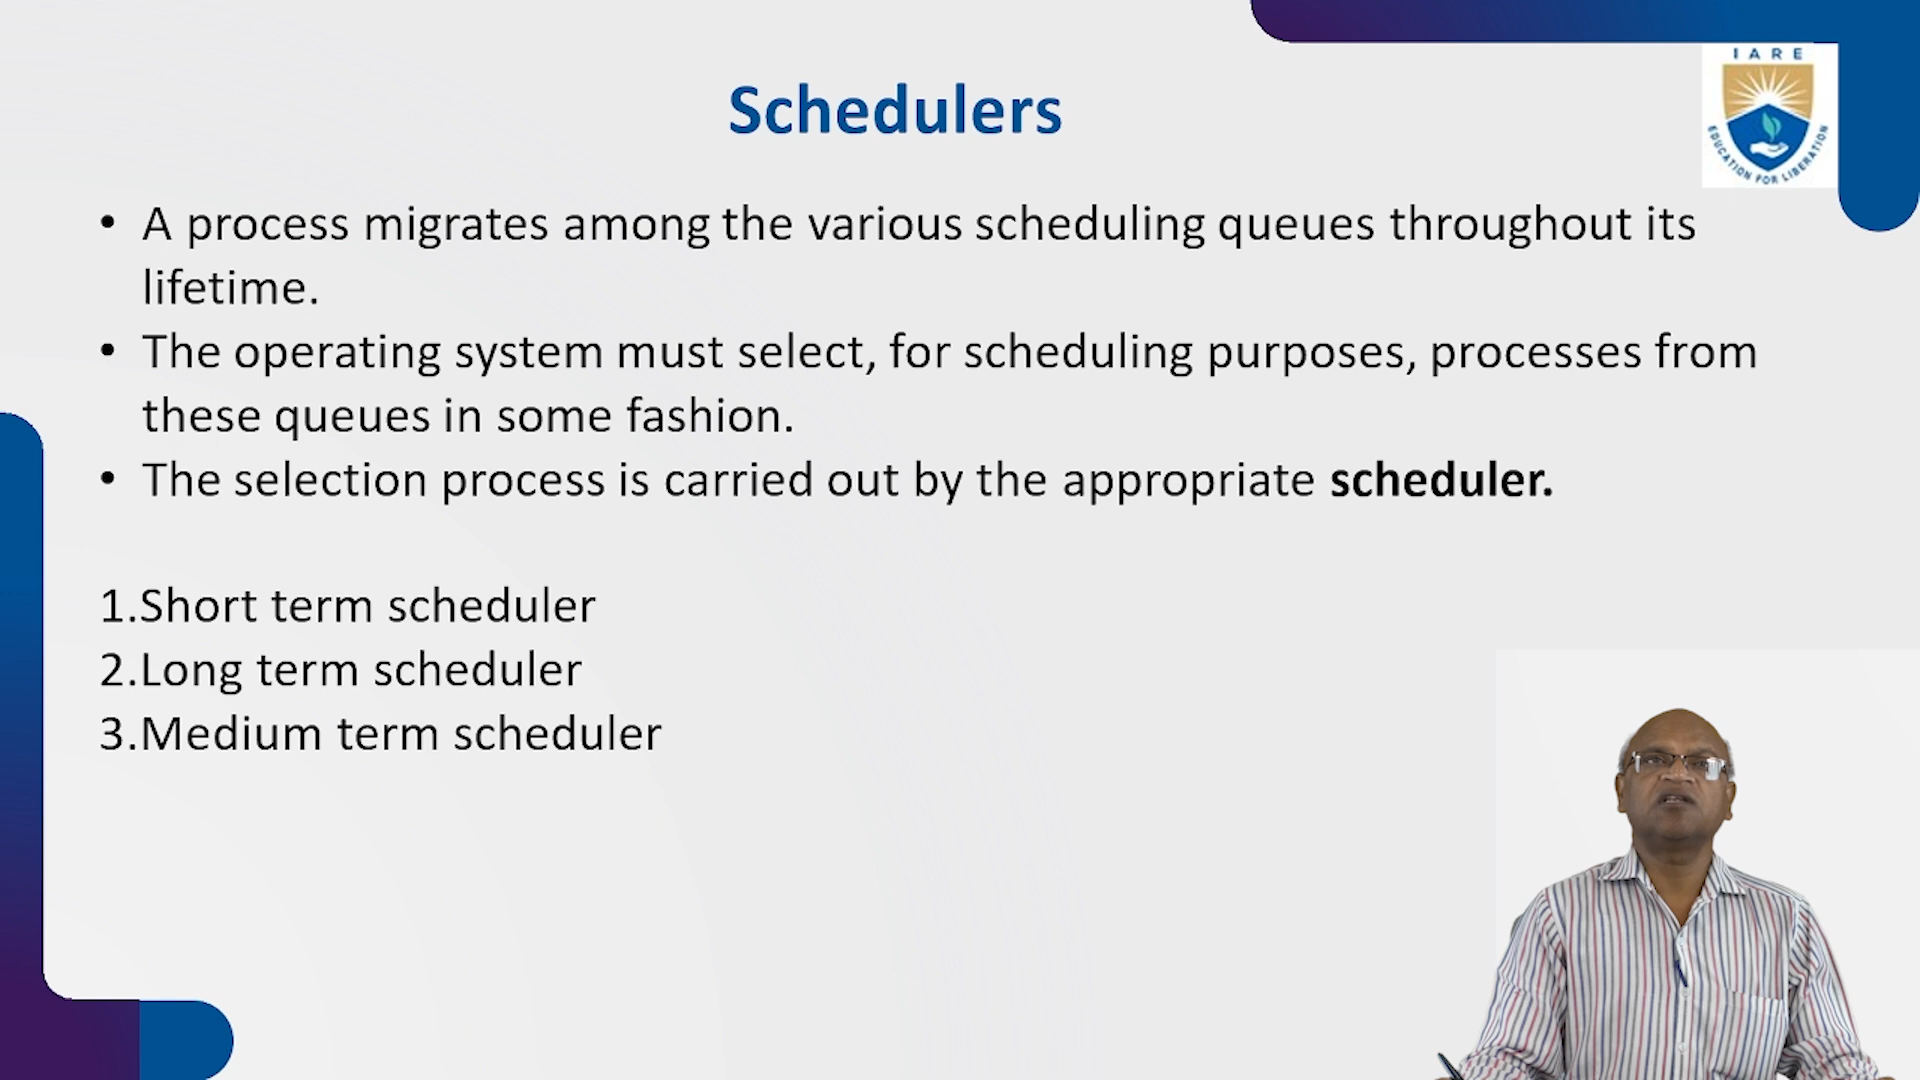 IARE
EDUCATION FOR LIBERATION
Schedulers
• A process migrates among the various scheduling queues throughout its
lifetime.
• The operating system must select, for scheduling purposes, processes from
these queues in some fashion.
• The selection process is carried out by the appropriate scheduler.
1.Short term scheduler
2.Long term scheduler
3.Medium term scheduler